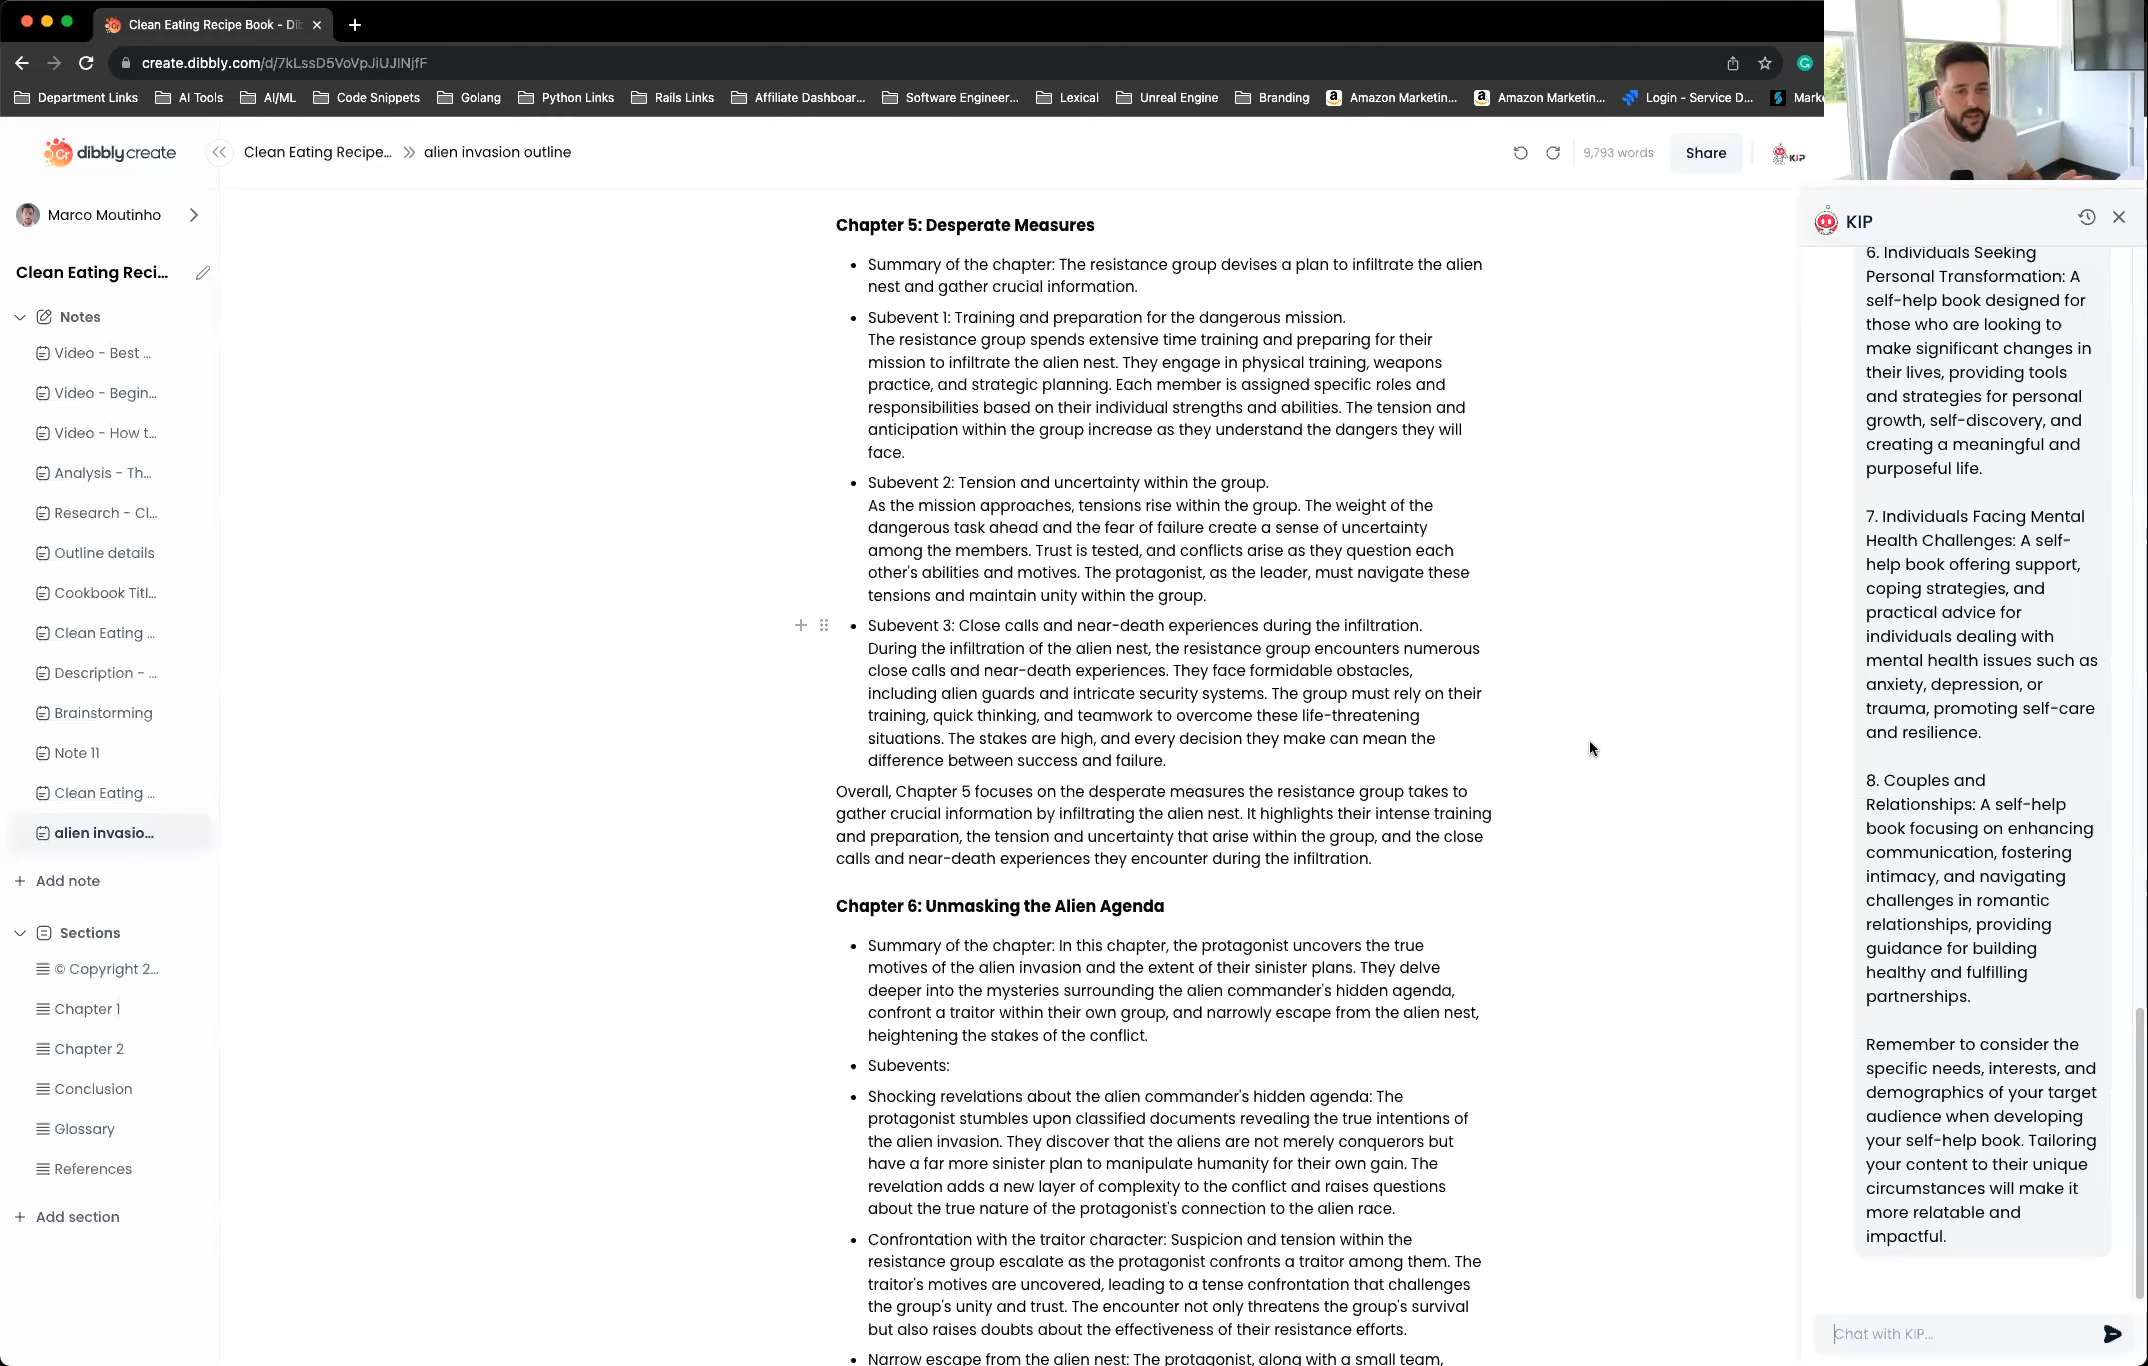 Clean Eating Recipe Book - Dib
create.dibbly.com/d/7kLssD5VoVpJiUJlNjfF
Department Links
AI Tools
AI/ML
Code Snippets
Golang
Python Links
Rails Links
Affiliate Dashboar...
Software Engineer...
Lexical
Unreal Engine
Branding
Amazon Marketin...
Amazon Marketin...
Login - Service D...
Mark
dibbly create
Clean Eating Recipe...
alien invasion outline
9,793 words
Share
KIP
Marco Moutinho
Clean Eating Reci...
Notes
Video - Best ...
Video - Begin...
Video - How t...
Analysis - Th...
Research - Cl...
Outline details
Cookbook Titl...
Clean Eating ...
Description - ...
Brainstorming
Note 11
Clean Eating ...
alien invasio...
+ Add note
Sections
© Copyright 2...
Chapter 1
Chapter 2
Conclusion
Glossary
References
+ Add section
Chapter 5: Desperate Measures
• Summary of the chapter: The resistance group devises a plan to infiltrate the alien
nest and gather crucial information.
• Subevent 1: Training and preparation for the dangerous mission.
The resistance group spends extensive time training and preparing for their
mission to infiltrate the alien nest. They engage in physical training, weapons
practice, and strategic planning. Each member is assigned specific roles and
responsibilities based on their individual strengths and abilities. The tension and
anticipation within the group increase as they understand the dangers they will
face.
• Subevent 2: Tension and uncertainty within the group.
As the mission approaches, tensions rise within the group. The weight of the
dangerous task ahead and the fear of failure create a sense of uncertainty
among the members. Trust is tested, and conflicts arise as they question each
other's abilities and motives. The protagonist, as the leader, must navigate these
tensions and maintain unity within the group.
• Subevent 3: Close calls and near-death experiences during the infiltration.
During the infiltration of the alien nest, the resistance group encounters numerous
close calls and near-death experiences. They face formidable obstacles,
including alien guards and intricate security systems. The group must rely on their
training, quick thinking, and teamwork to overcome these life-threatening
situations. The stakes are high, and every decision they make can mean the
difference between success and failure.
Overall, Chapter 5 focuses on the desperate measures the resistance group takes to
gather crucial information by infiltrating the alien nest. It highlights their intense training
and preparation, the tension and uncertainty that arise within the group, and the close
calls and near-death experiences they encounter during the infiltration.
Chapter 6: Unmasking the Alien Agenda
• Summary of the chapter: In this chapter, the protagonist uncovers the true
motives of the alien invasion and the extent of their sinister plans. They delve
deeper into the mysteries surrounding the alien commander's hidden agenda,
confront a traitor within their own group, and narrowly escape from the alien nest,
heightening the stakes of the conflict.
• Subevents:
• Shocking revelations about the alien commander's hidden agenda: The
protagonist stumbles upon classified documents revealing the true intentions of
the alien invasion. They discover that the aliens are not merely conquerors but
have a far more sinister plan to manipulate humanity for their own gain. The
revelation adds a new layer of complexity to the conflict and raises questions
about the true nature of the protagonist's connection to the alien race.
• Confrontation with the traitor character: Suspicion and tension within the
resistance group escalate as the protagonist confronts a traitor among them. The
traitor's motives are uncovered, leading to a tense confrontation that challenges
the group's unity and trust. The encounter not only threatens the group's survival
but also raises doubts about the effectiveness of their resistance efforts.
• Narrow escape from the alien nest: The protagonist, along with a small team,
KIP
6. Individuals Seeking
Personal Transformation: A
self-help book designed for
those who are looking to
make significant changes in
their lives, providing tools
and strategies for personal
growth, self-discovery, and
creating a meaningful and
purposeful life.
7. Individuals Facing Mental
Health Challenges: A self-
help book offering support,
coping strategies, and
practical advice for
individuals dealing with
mental health issues such as
anxiety, depression, or
trauma, promoting self-care
and resilience.
8. Couples and
Relationships: A self-help
book focusing on enhancing
communication, fostering
intimacy, and navigating
challenges in romantic
relationships, providing
guidance for building
healthy and fulfilling
partnerships.
Remember to consider the
specific needs, interests, and
demographics of your target
audience when developing
your self-help book. Tailoring
your content to their unique
circumstances will make it
more relatable and
impactful.
Chat with KIP...